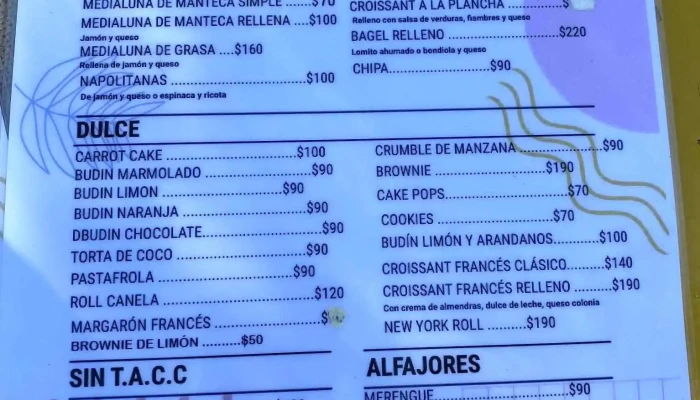 MEDIALUNA DE MANTECA SIMPLE .......$70
MEDIALUNA DE MANTECA RELLENA ....$100
Jamón y queso
MEDIALUNA DE GRASA ....$160
Rellena de jamón y queso
NAPOLITANAS ..............................$100
De jamón y queso o espinaca y ricota
CROISSANT A LA PLANCHA ..............$
Relleno con salsa de verduras, fiambres y queso
BAGEL RELLENO .........................$220
Lomito ahumado o bondiola y queso
CHIPA......................$90
DULCE
CARROT CAKE .............................$100
BUDIN MARMOLADO ........................$90
BUDIN LIMON ...........................$90
BUDIN NARANJA ..........................$90
DBUDIN CHOCOLATE..........................$90
TORTA DE COCO ...........................$90
PASTAFROLA .............................$90
ROLL CANELA .................................$120
MARGARÓN FRANCÉS .......................$
BROWNIE DE LIMÓN .........$50
CRUMBLE DE MANZANA .................$90
BROWNIE .........................$190
CAKE POPS...........................$70
COOKIES .............................$70
BUDÍN LIMÓN Y ARANDANOS..........$100
CROISSANT FRANCÉS CLÁSICO.........$140
CROISSANT FRANCÉS RELLENO .........$190
Con crema de almendras, dulce de leche, queso colonia
NEW YORK ROLL ..........$190
SIN T.A.C.C
ALFAJORES
MERENGUE..........................$90